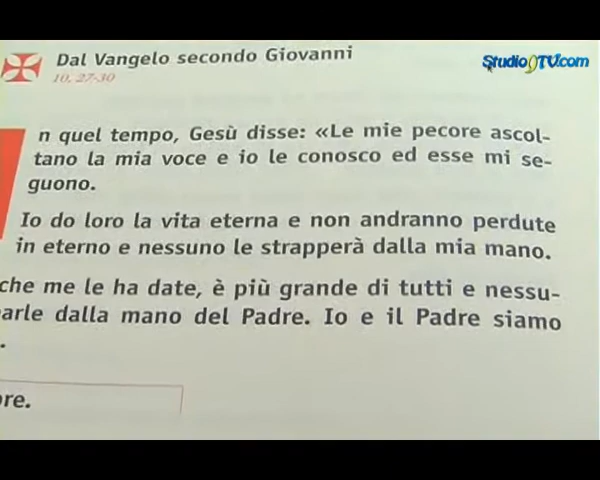 Dal Vangelo secondo Giovanni
10, 27-30
Studio9TV.com
n quel tempo, Gesù disse: «Le mie pecore ascol-
tano la mia voce e io le conosco ed esse mi se-
guono.
Io do loro la vita eterna e non andranno perdute
in eterno e nessuno le strapperà dalla mia mano.
che me le ha date, è più grande di tutti e nessu-
arle dalla mano del Padre. Io e il Padre siamo
.
ore.